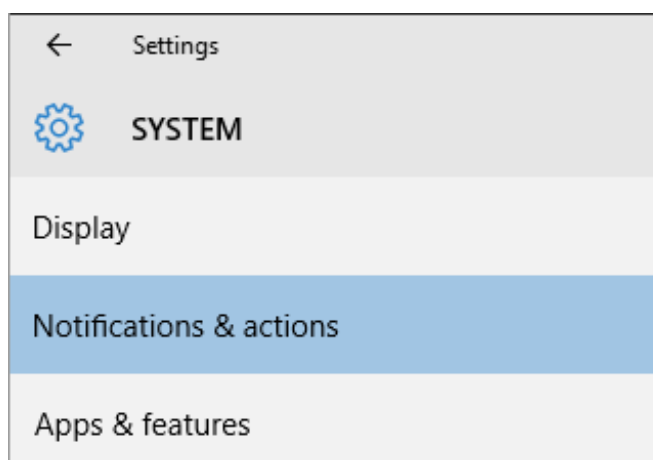 Settings
SYSTEM
Display
Notifications & actions
Apps & features